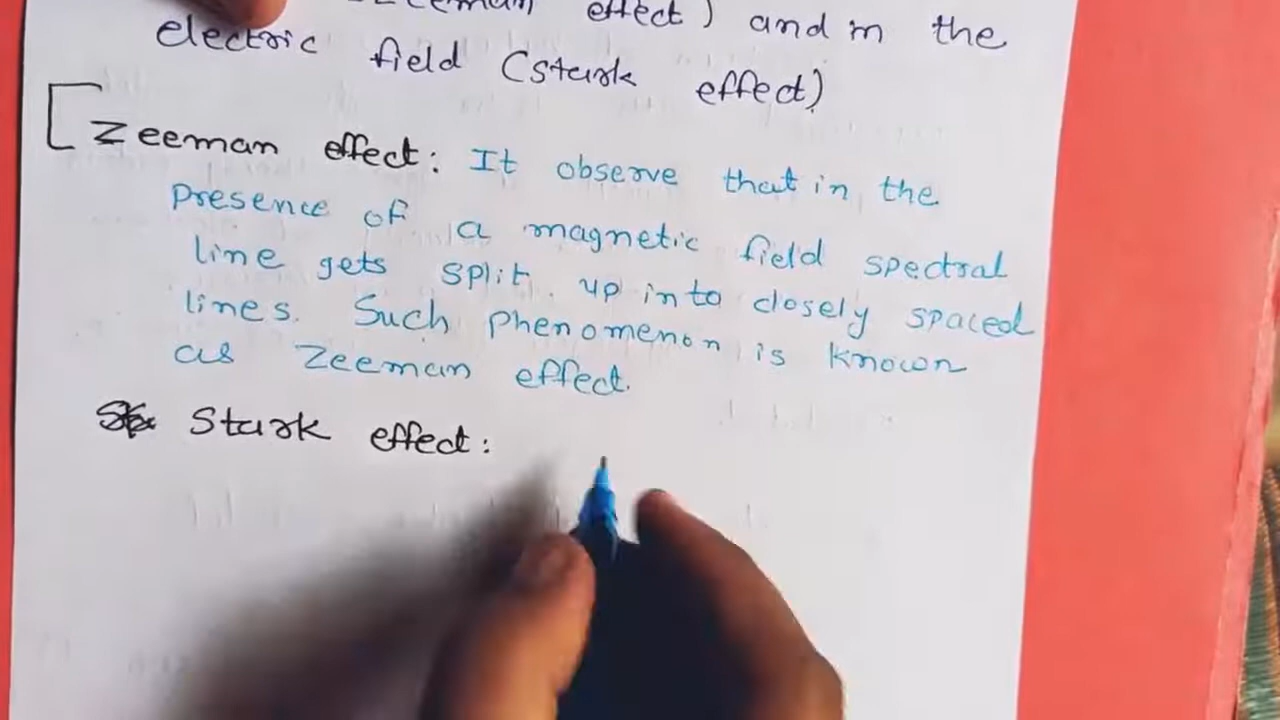 effect) and in the
electric field (Stark effect)
Zeeman effect: It observe that in the
presence of a magnetic field spectral
line gets split up into closely spaced
lines. Such phenomenon is known
as Zeeman effect.
Stark effect: